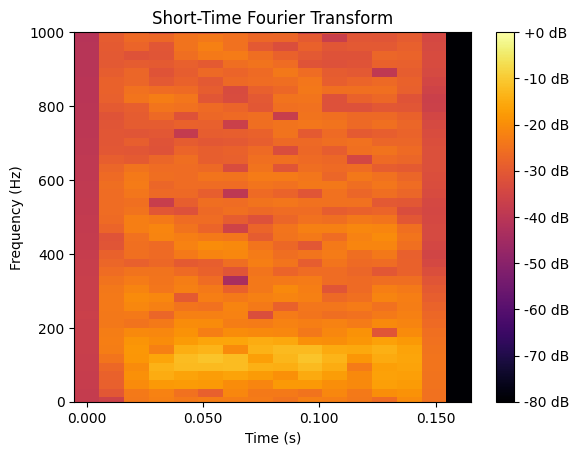 Short-Time Fourier Transform
1000
800
600
400
200
0
Frequency (Hz)
0.000
0.050
0.100
0.150
Time (s)
+0 dB
-10 dB
-20 dB
-30 dB
-40 dB
-50 dB
-60 dB
-70 dB
-80 dB